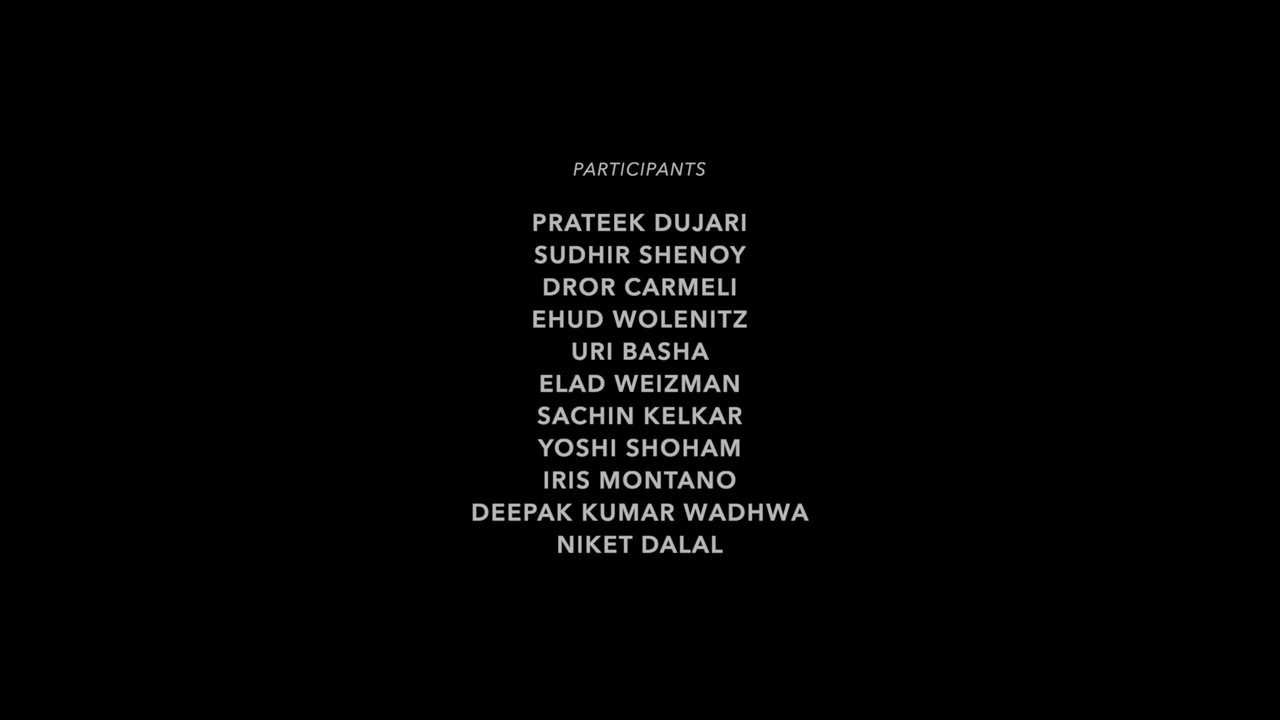 PARTICIPANTS
PRATEEK DUJARI
SUDHIR SHENOY
DROR CARMELI
EHUD WOLENITZ
URI BASHA
ELAD WEIZMAN
SACHIN KELKAR
YOSHI SHOHAM
IRIS MONTANO
DEEPAK KUMAR WADHWA
NIKET DALAL